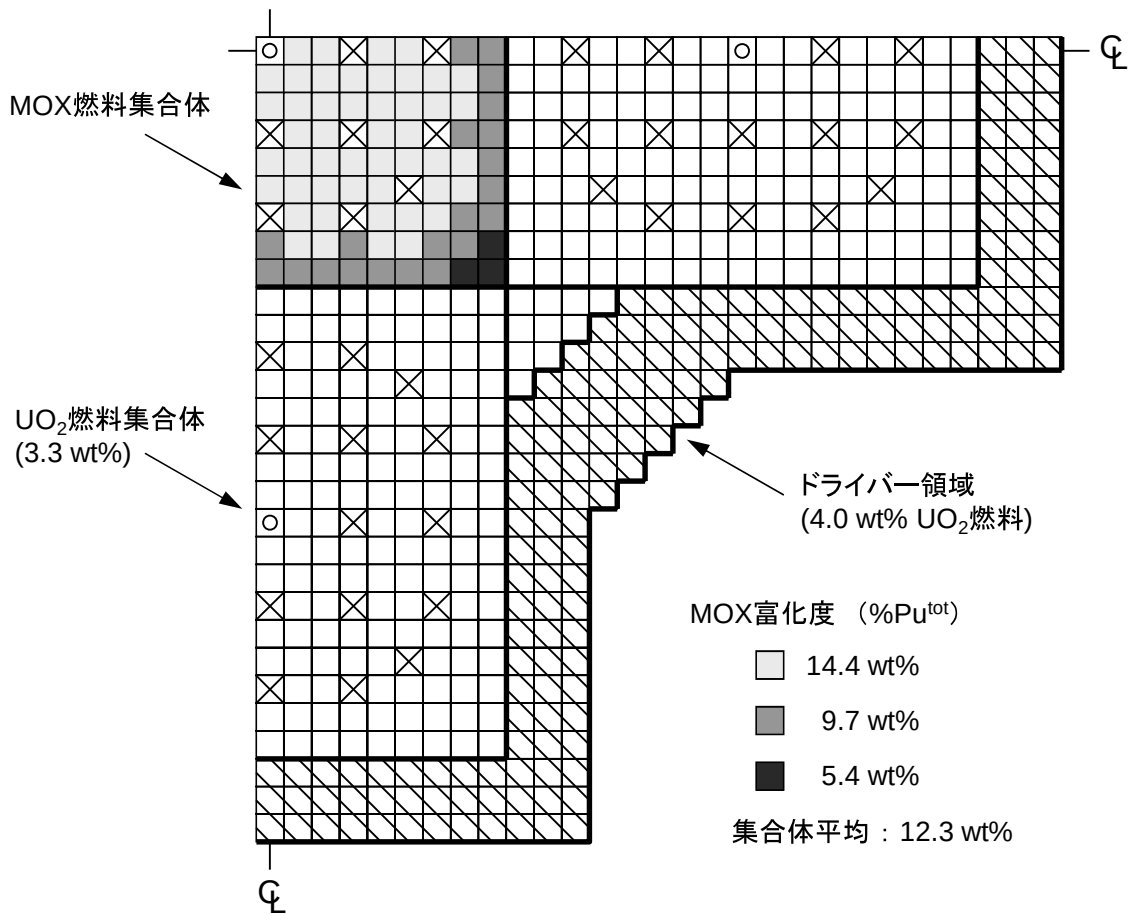 ℄
MOX燃料集合体
UO₂燃料集合体
(3.3 wt%)
ドライバー領域
(4.0 wt% UO₂燃料)
MOX富化度 (%Puᵗᵒᵗ)
14.4 wt%
9.7 wt%
5.4 wt%
集合体平均 : 12.3 wt%
℄